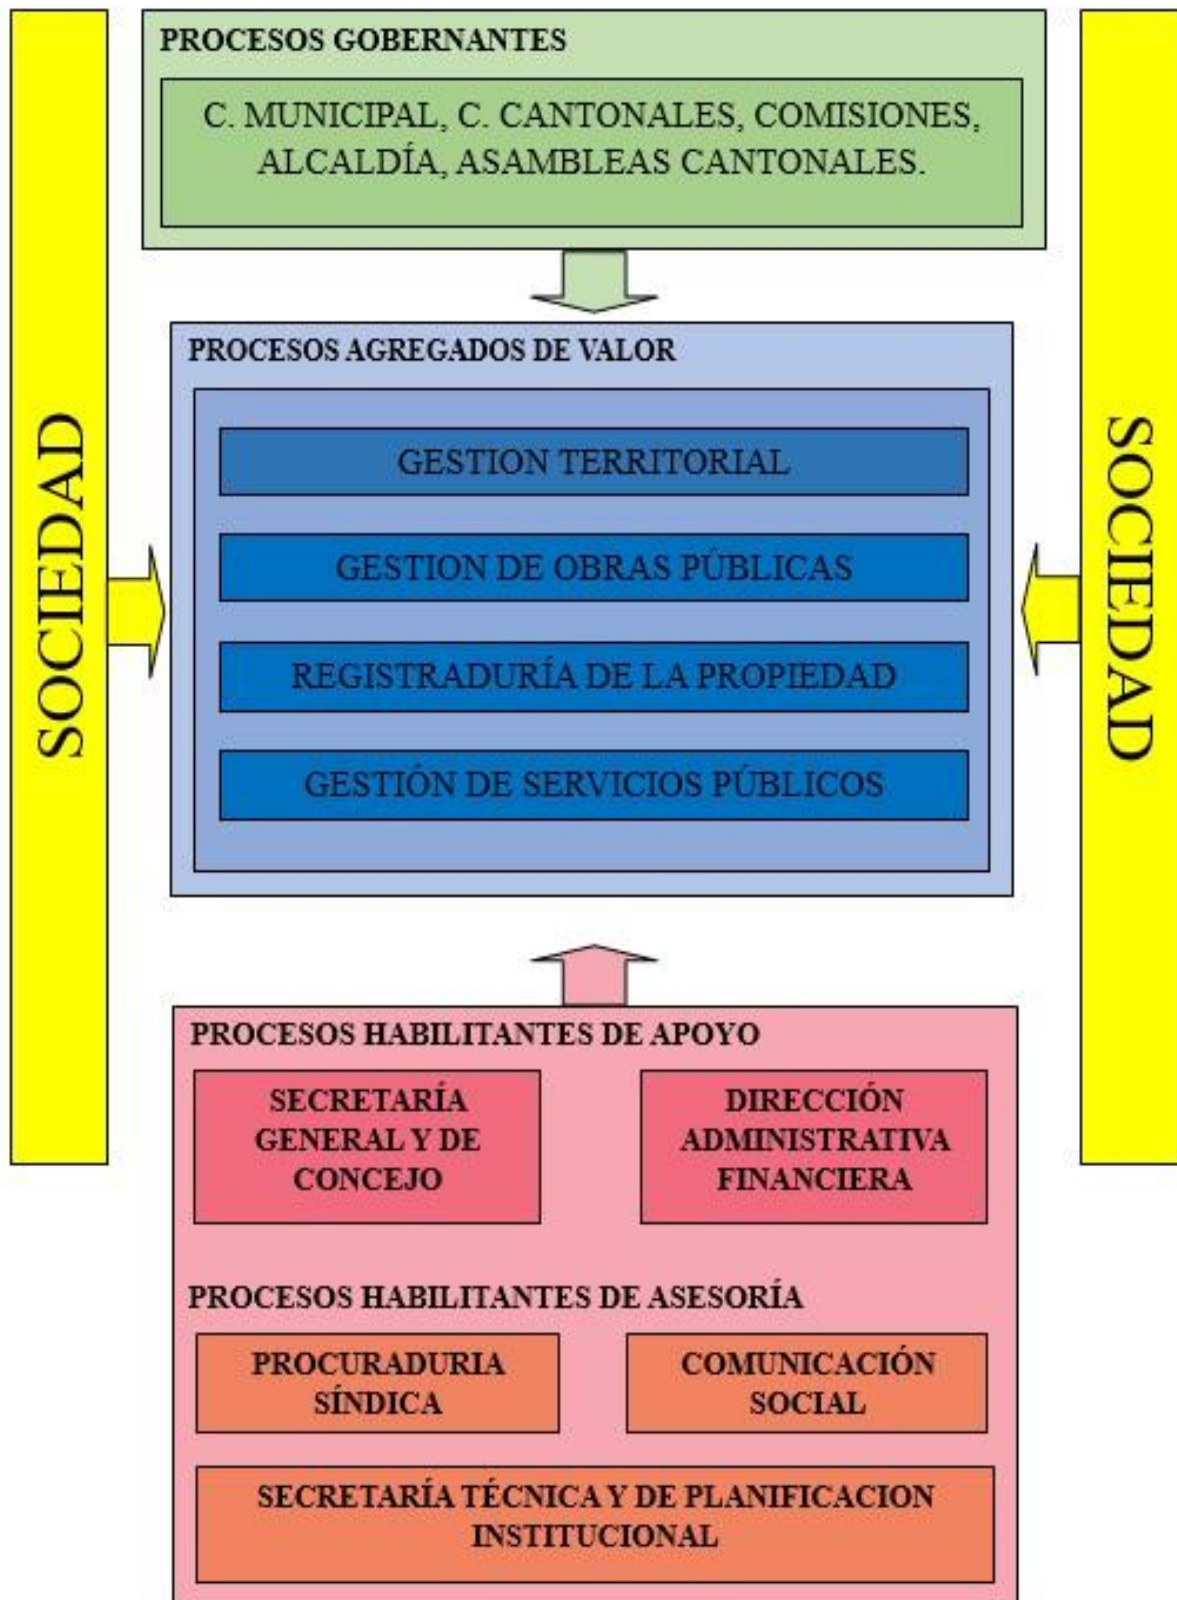 PROCESOS GOBERNANTES
C. MUNICIPAL, C. CANTONALES, COMISIONES,
ALCALDÍA, ASAMBLEAS CANTONALES.
SOCIEDAD
PROCESOS AGREGADOS DE VALOR
GESTION TERRITORIAL
GESTION DE OBRAS PÚBLICAS
REGISTRADURÍA DE LA PROPIEDAD
GESTIÓN DE SERVICIOS PÚBLICOS
SOCIEDAD
PROCESOS HABILITANTES DE APOYO
SECRETARÍA
GENERAL Y DE
CONCEJO
DIRECCIÓN
ADMINISTRATIVA
FINANCIERA
PROCESOS HABILITANTES DE ASESORÍA
PROCURADURIA
SÍNDICA
COMUNICACIÓN
SOCIAL
SECRETARÍA TÉCNICA Y DE PLANIFICACION
INSTITUCIONAL